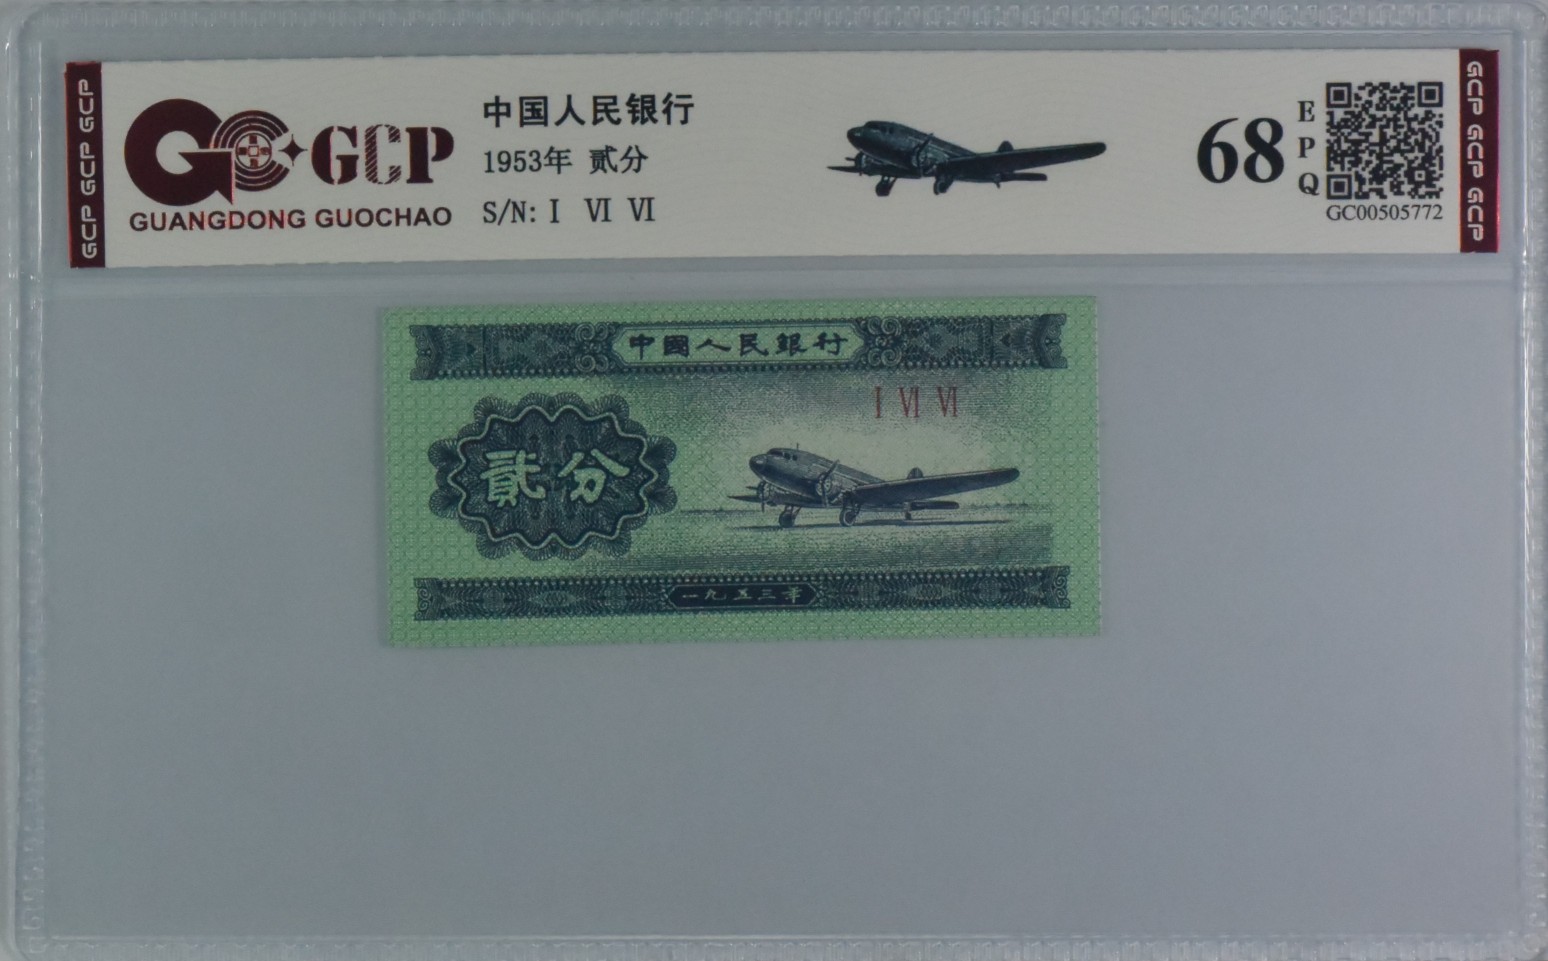 GCP GCP GCP
GCP
GUANGDONG GUOCHAO
中国人民银行
1953年 贰分
S/N: Ⅰ Ⅵ Ⅵ
68
EPQ
GC00505772
GCP GCP GCP
中國人民銀行
Ⅰ Ⅵ Ⅵ
貳分
一九五三年